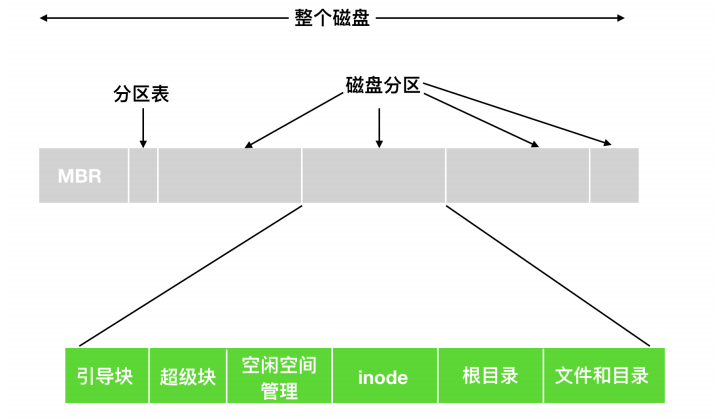 整个磁盘
分区表
磁盘分区
MBR
引导块
超级块
空闲空间
管理
inode
根目录
文件和目录